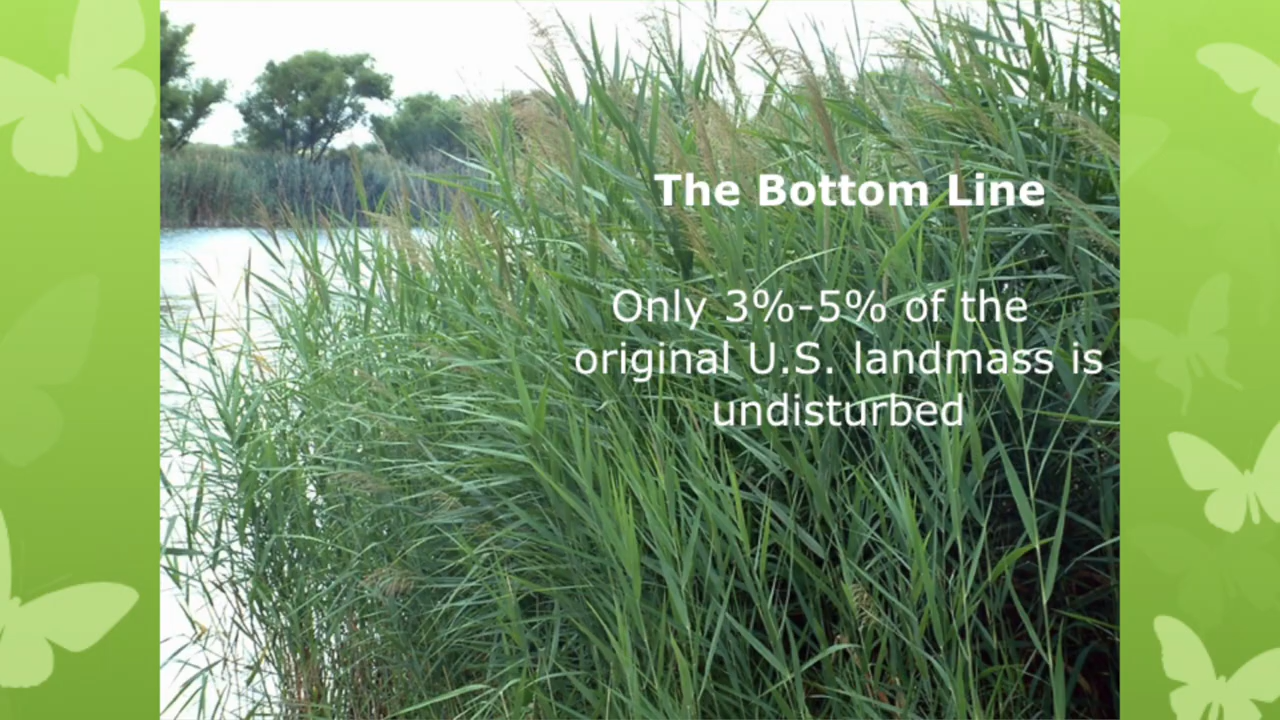 The Bottom Line
Only 3%-5% of the
original U.S. landmass is
undisturbed